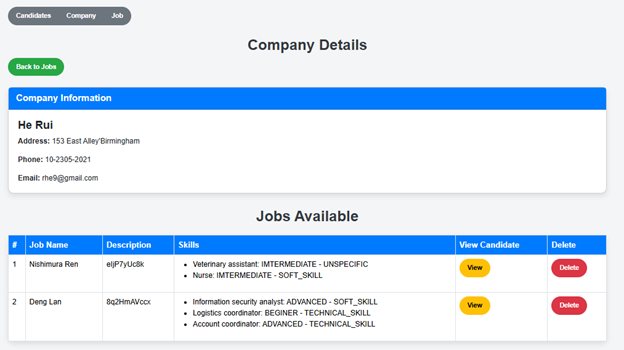 Candidates Company Job
Company Details
Back to Jobs
Company Information
He Rui
Address: 153 East Alley'Birmingham
Phone: 10-2305-2021
Email: rhe9@gmail.com
Jobs Available
# Job Name Description Skills View Candidate Delete
1 Nishimura Ren eIjP7yUc8k Veterinary assistant: IMTERMEDIATE - UNSPECIFIC View Delete
Nurse: IMTERMEDIATE - SOFT_SKILL
2 Deng Lan 8q2HmAVccx Information security analyst: ADVANCED - SOFT_SKILL View Delete
Logistics coordinator: BEGINER - TECHNICAL_SKILL
Account coordinator: ADVANCED - TECHNICAL_SKILL